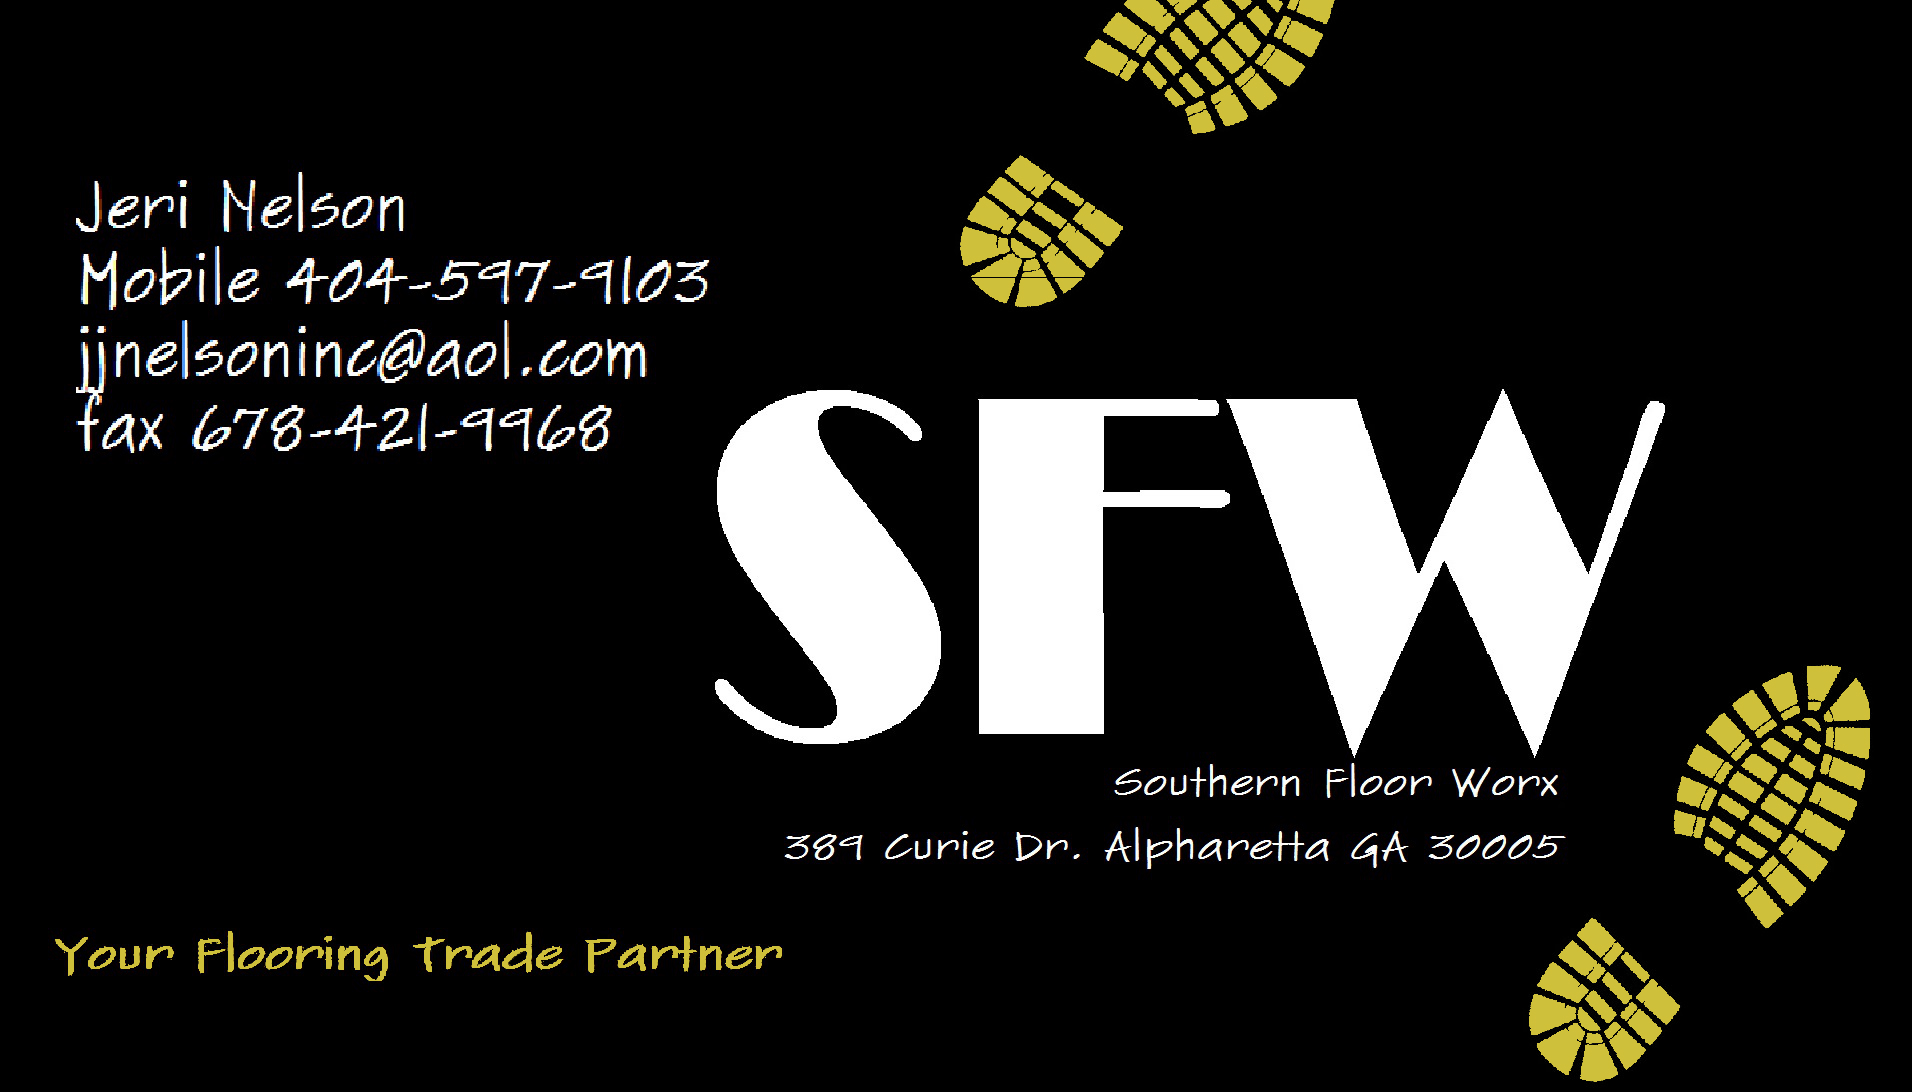 Jeri Nelson
Mobile 404-597-9103
jjnelsoninc@aol.com
fax 678-421-9968
SFW
Southern Floor Worx
389 Curie Dr. Alpharetta GA 30005
Your Flooring Trade Partner